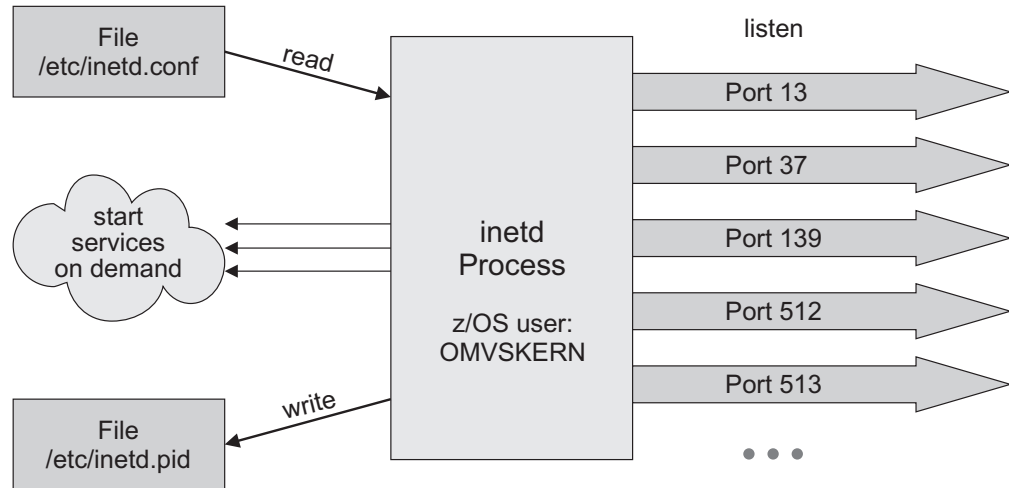 File
/etc/inetd.conf
read
start
services
on demand
write
File
/etc/inetd.pid
inetd
Process
z/OS user:
OMVSKERN
listen
Port 13
Port 37
Port 139
Port 512
Port 513